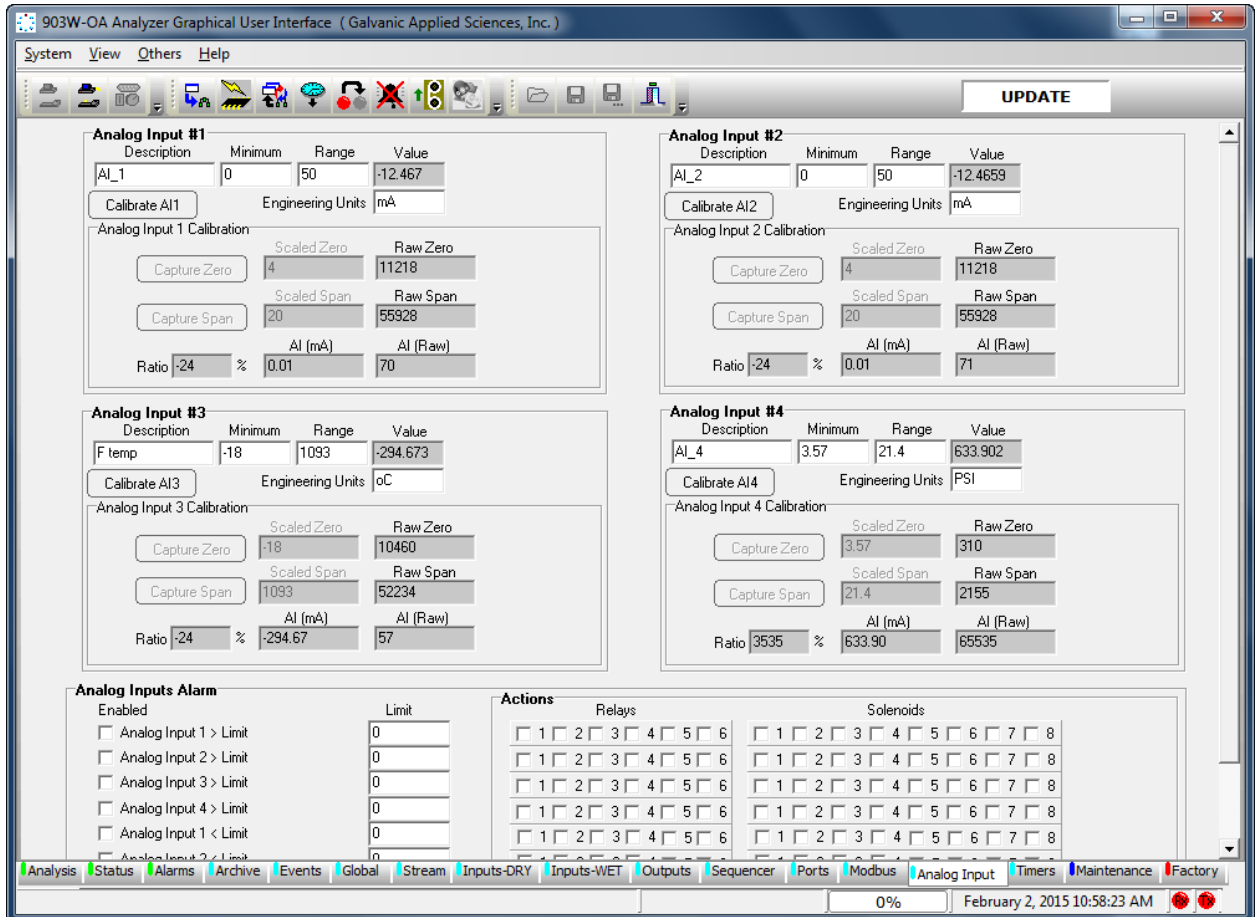 903W-OA Analyzer Graphical User Interface ( Galvanic Applied Sciences, Inc. )
System View Others Help
UPDATE
Analog Input #1
Description Minimum Range Value
AI_1 0 50 -12.467
Calibrate AI1 Engineering Units mA
Analog Input 1 Calibration
Scaled Zero Raw Zero
Capture Zero 4 11218
Scaled Span Raw Span
Capture Span 20 55928
AI (mA) AI (Raw)
Ratio -24 % 0.01 70
Analog Input #2
Description Minimum Range Value
AI_2 0 50 -12.4659
Calibrate AI2 Engineering Units mA
Analog Input 2 Calibration
Scaled Zero Raw Zero
Capture Zero 4 11218
Scaled Span Raw Span
Capture Span 20 55928
AI (mA) AI (Raw)
Ratio -24 % 0.01 71
Analog Input #3
Description Minimum Range Value
F temp -18 1093 -294.673
Calibrate AI3 Engineering Units oC
Analog Input 3 Calibration
Scaled Zero Raw Zero
Capture Zero -18 10460
Scaled Span Raw Span
Capture Span 1093 52234
AI (mA) AI (Raw)
Ratio -24 % -294.67 57
Analog Input #4
Description Minimum Range Value
AI_4 3.57 21.4 633.902
Calibrate AI4 Engineering Units PSI
Analog Input 4 Calibration
Scaled Zero Raw Zero
Capture Zero 3.57 310
Scaled Span Raw Span
Capture Span 21.4 2155
AI (mA) AI (Raw)
Ratio 3535 % 633.90 65535
Analog Inputs Alarm
Enabled Limit
Actions
Relays Solenoids
Analog Input 1 > Limit 0 1 2 3 4 5 6 1 2 3 4 5 6 7 8
Analog Input 2 > Limit 0 1 2 3 4 5 6 1 2 3 4 5 6 7 8
Analog Input 3 > Limit 0 1 2 3 4 5 6 1 2 3 4 5 6 7 8
Analog Input 4 > Limit 0 1 2 3 4 5 6 1 2 3 4 5 6 7 8
Analog Input 1 < Limit 0 1 2 3 4 5 6 1 2 3 4 5 6 7 8
Analog Input 2 < Limit 0
Analysis Status Alarms Archive Events Global Stream Inputs-DRY Inputs-WET Outputs Sequencer Ports Modbus Analog Input Timers Maintenance Factory
0% February 2, 2015 10:58:23 AM Rx Tx